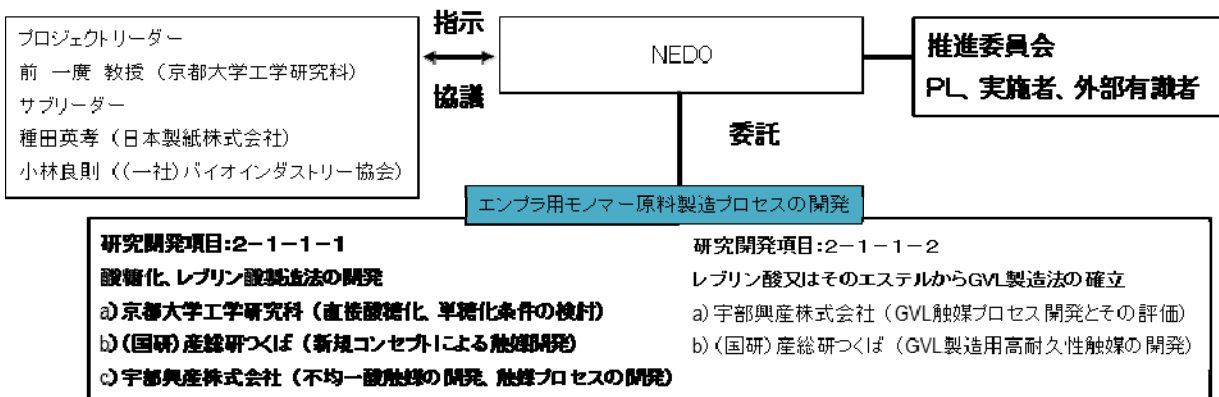 プロジェクトリーダー
前 一廣 教授（京都大学工学研究科）
サブリーダー
種田英孝（日本製紙株式会社）
小林良則（(一社)バイオインダストリー協会）
指示
協議
NEDO
推進委員会
PL、実施者、外部有識者
委託
エンプラ用モノマー原料製造プロセスの開発
研究開発項目:2－1－1－1
酸糖化、レブリン酸製造法の開発
a)京都大学工学研究科（直接酸糖化、単糖化条件の検討）
b)(国研)産総研つくば（新規コンセプトによる触媒開発）
c)宇部興産株式会社（不均一酸触媒の開発、触媒プロセスの開発）
研究開発項目:2－1－1－2
レブリン酸又はそのエステルからGVL製造法の確立
a)宇部興産株式会社（GVL触媒プロセス開発とその評価）
b)(国研)産総研つくば（GVL製造用高耐久性触媒の開発）